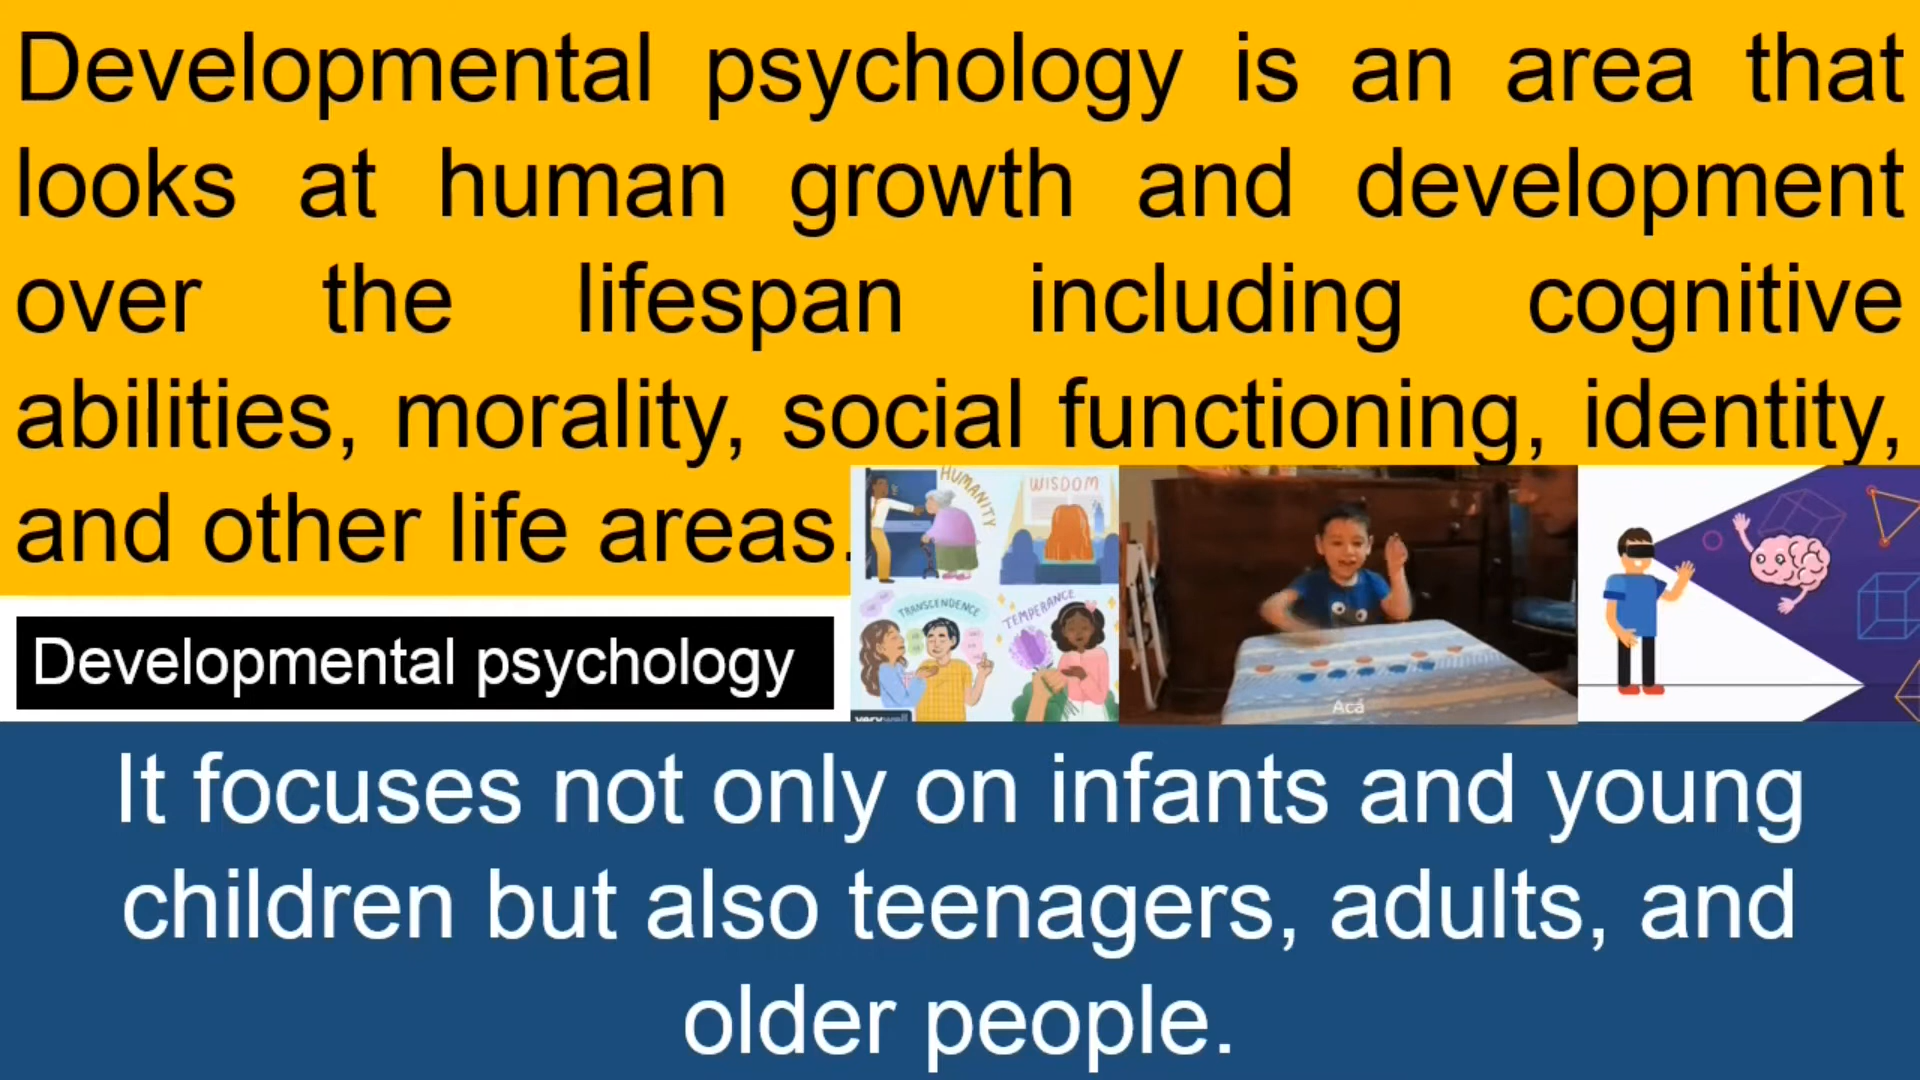 Developmental psychology is an area that
looks at human growth and development
over the lifespan including cognitive
abilities, morality, social functioning, identity,
and other life areas.
HUMANITY
WISDOM
TRANSCENDENCE
TEMPERANCE
verywell
Acá
Developmental psychology
It focuses not only on infants and young
children but also teenagers, adults, and
older people.